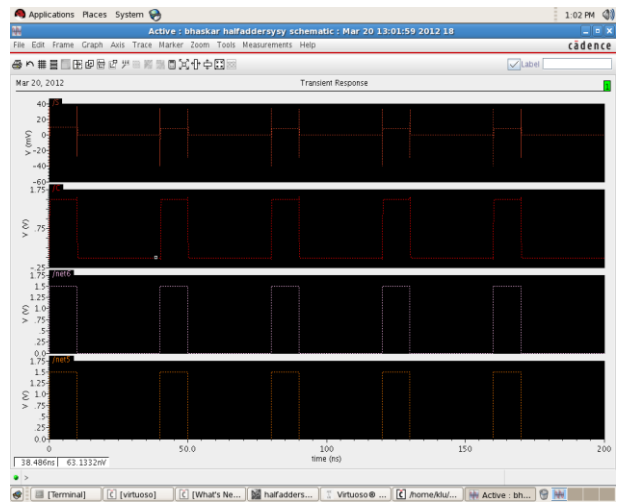 Applications Places System 1:02 PM
Active : bhaskar halfaddersysy schematic : Mar 20 13:01:59 2012 18
File Edit Frame Graph Axis Trace Marker Zoom Tools Measurements Help cādence
Label
Mar 20, 2012 Transient Response 1
/S
40
20
0
-20
-40
-60
V (mV)
/C
1.75
.75
-.25
V (V)
/net6
1.75
1.5
1.25
1.0
.75
.5
.25
0.0
V (V)
/net5
1.75
1.5
1.25
1.0
.75
.5
.25
0.0
V (V)
0 50.0 100 150 200
time (ns)
38.486ns 63.1332nV
>
[Terminal] [virtuoso] [What's Ne... halfadders... Virtuoso® ... /home/klu/... Active : bh...